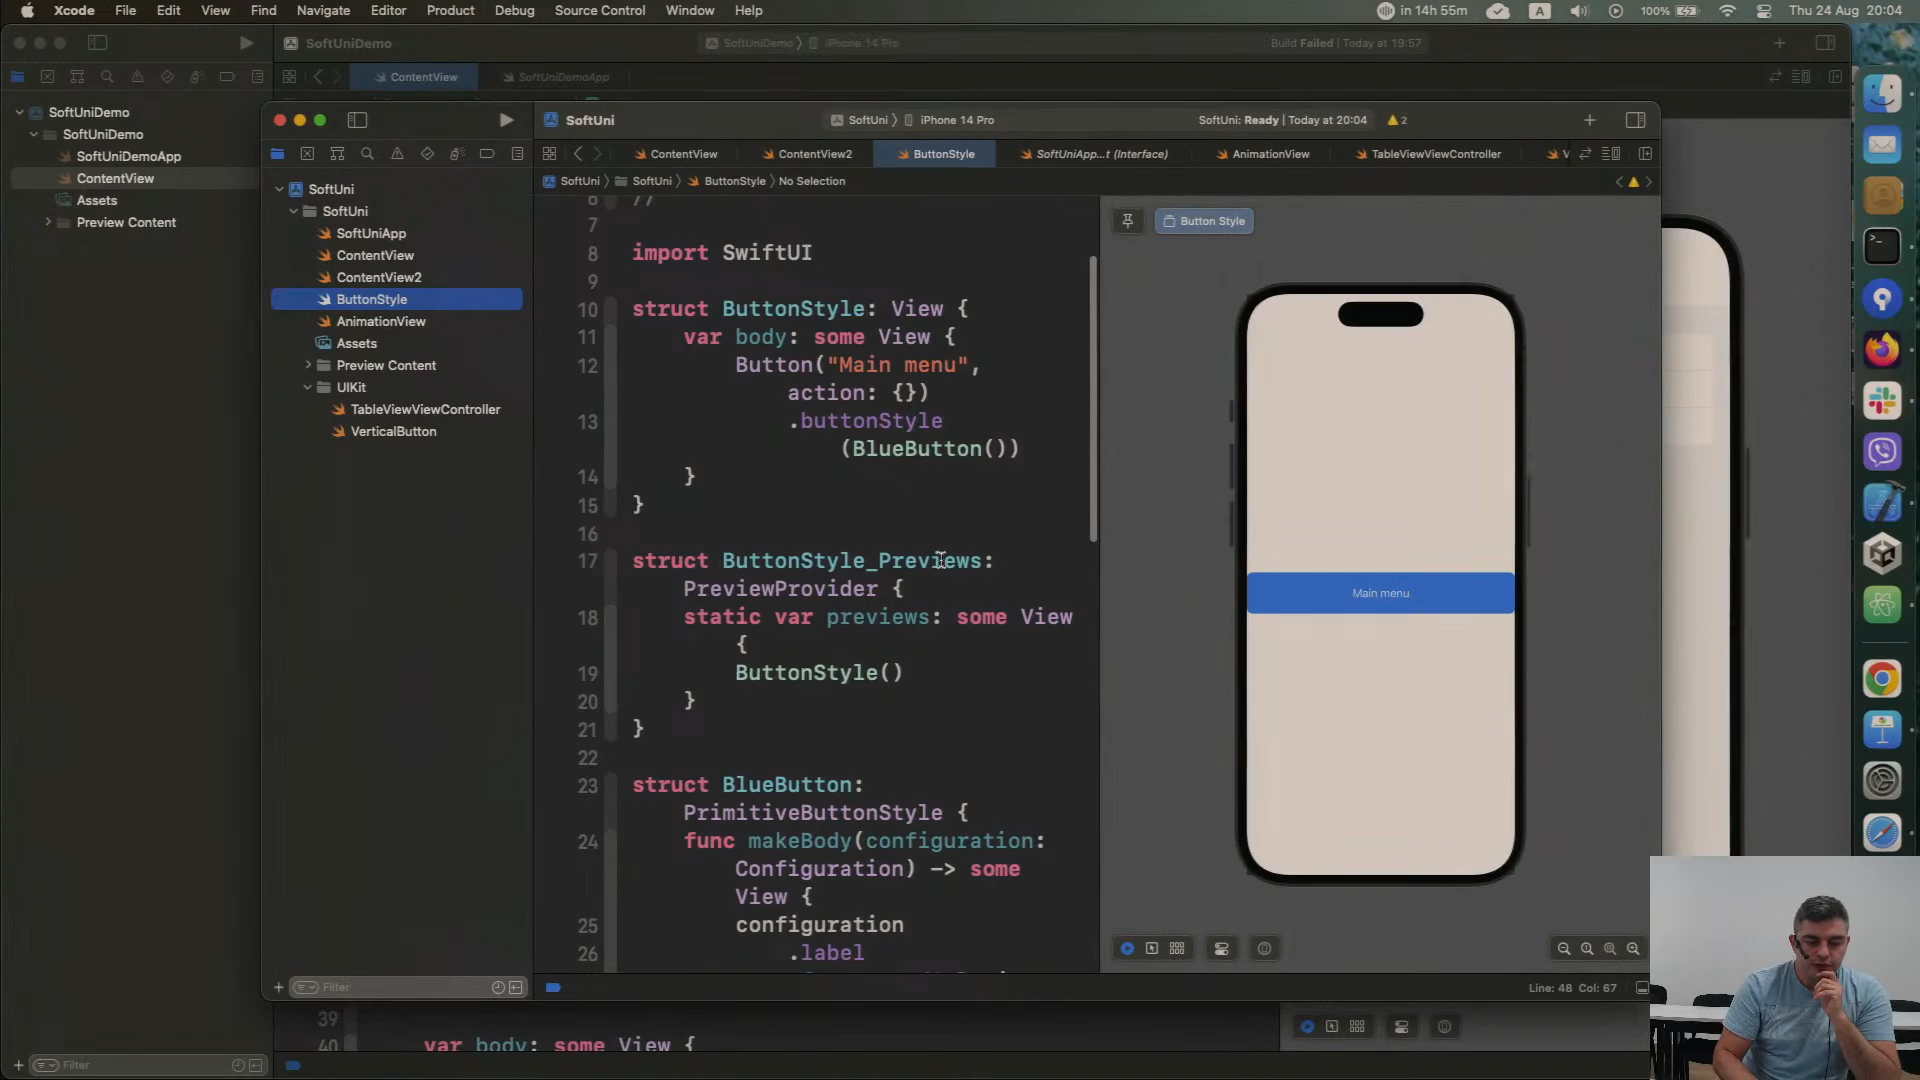 Xcode File Edit View Find Navigate Editor Product Debug Source Control Window Help
in 14h 55m A 100% Thu 24 Aug 20:04
SoftUniDemo
SoftUniDemo iPhone 14 Pro
Build Failed | Today at 19:57
ContentView
SoftUniDemoApp
SoftUniDemo
SoftUniDemo
SoftUniDemoApp
ContentView
Assets
Preview Content
SoftUni
SoftUni iPhone 14 Pro
SoftUni: Ready | Today at 20:04
2
ContentView
ContentView2
ButtonStyle
SoftUniApp...t (Interface)
AnimationView
TableViewViewController
V
SoftUni SoftUni ButtonStyle No Selection
SoftUni
SoftUni
SoftUniApp
ContentView
ContentView2
ButtonStyle
AnimationView
Assets
Preview Content
UIKit
TableViewViewController
VerticalButton
6 //
7
8 import SwiftUI
9
10 struct ButtonStyle: View {
11 var body: some View {
12 Button("Main menu",
action: {})
13 .buttonStyle
(BlueButton())
14 }
15 }
16
17 struct ButtonStyle_Previews:
PreviewProvider {
18 static var previews: some View
{
19 ButtonStyle()
20 }
21 }
22
23 struct BlueButton:
PrimitiveButtonStyle {
24 func makeBody(configuration:
Configuration) -> some
View {
25 configuration
26 .label
Button Style
Main menu
Filter
Line: 48 Col: 67
39
40 var body: some View {
Filter